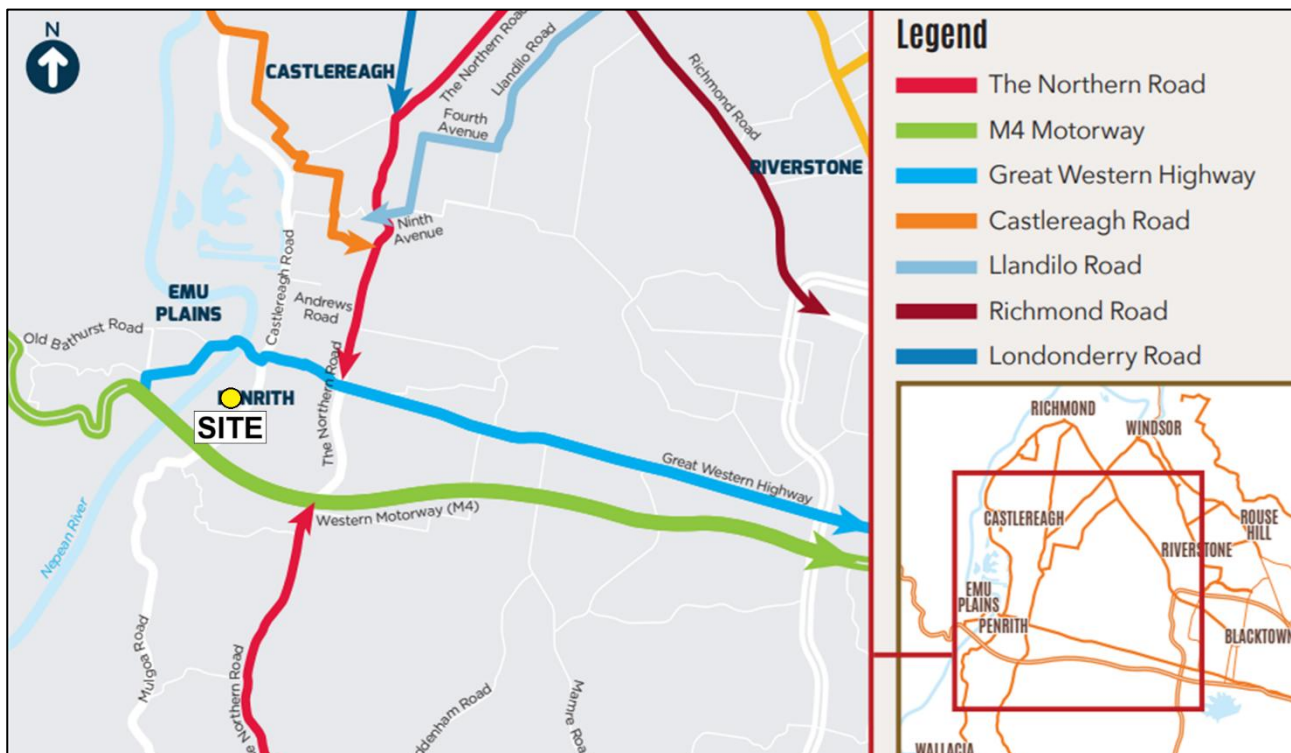 N
CASTLEREAGH
The Northern Road
Llandilo Road
Fourth
Avenue
Richmond Road
RIVERSTONE
Ninth
Avenue
Castlereagh Road
EMU
PLAINS
Andrews
Road
Old Bathurst Road
The Northern Road
SITE
Great Western Highway
Western Motorway (M4)
Nepean River
Mulgoa Road
The Northern Road
Mamre Road
Legend
The Northern Road
M4 Motorway
Great Western Highway
Castlereagh Road
Llandilo Road
Richmond Road
Londonderry Road
RICHMOND
WINDSOR
CASTLEREAGH
ROUSE
HILL
RIVERSTONE
EMU
PLAINS
PENRITH
BLACKTOWN
WALLACIA